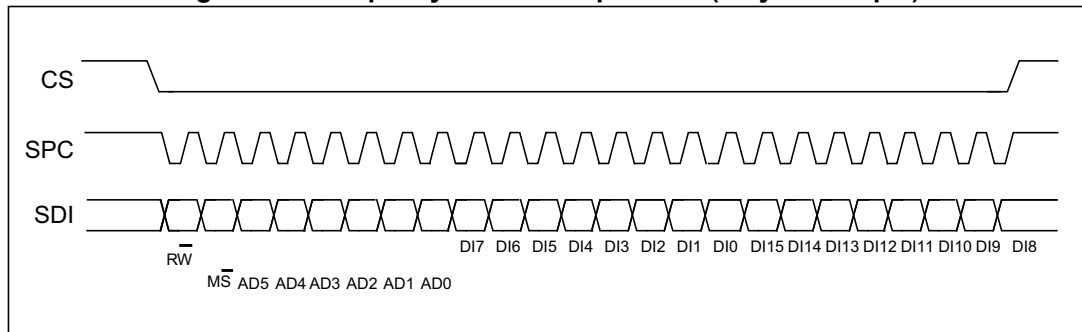 CS
SPC
SDI
RW
DI7 DI6 DI5 DI4 DI3 DI2 DI1 DI0 DI15 DI14 DI13 DI12 DI11 DI10 DI9 DI8
MS AD5 AD4 AD3 AD2 AD1 AD0